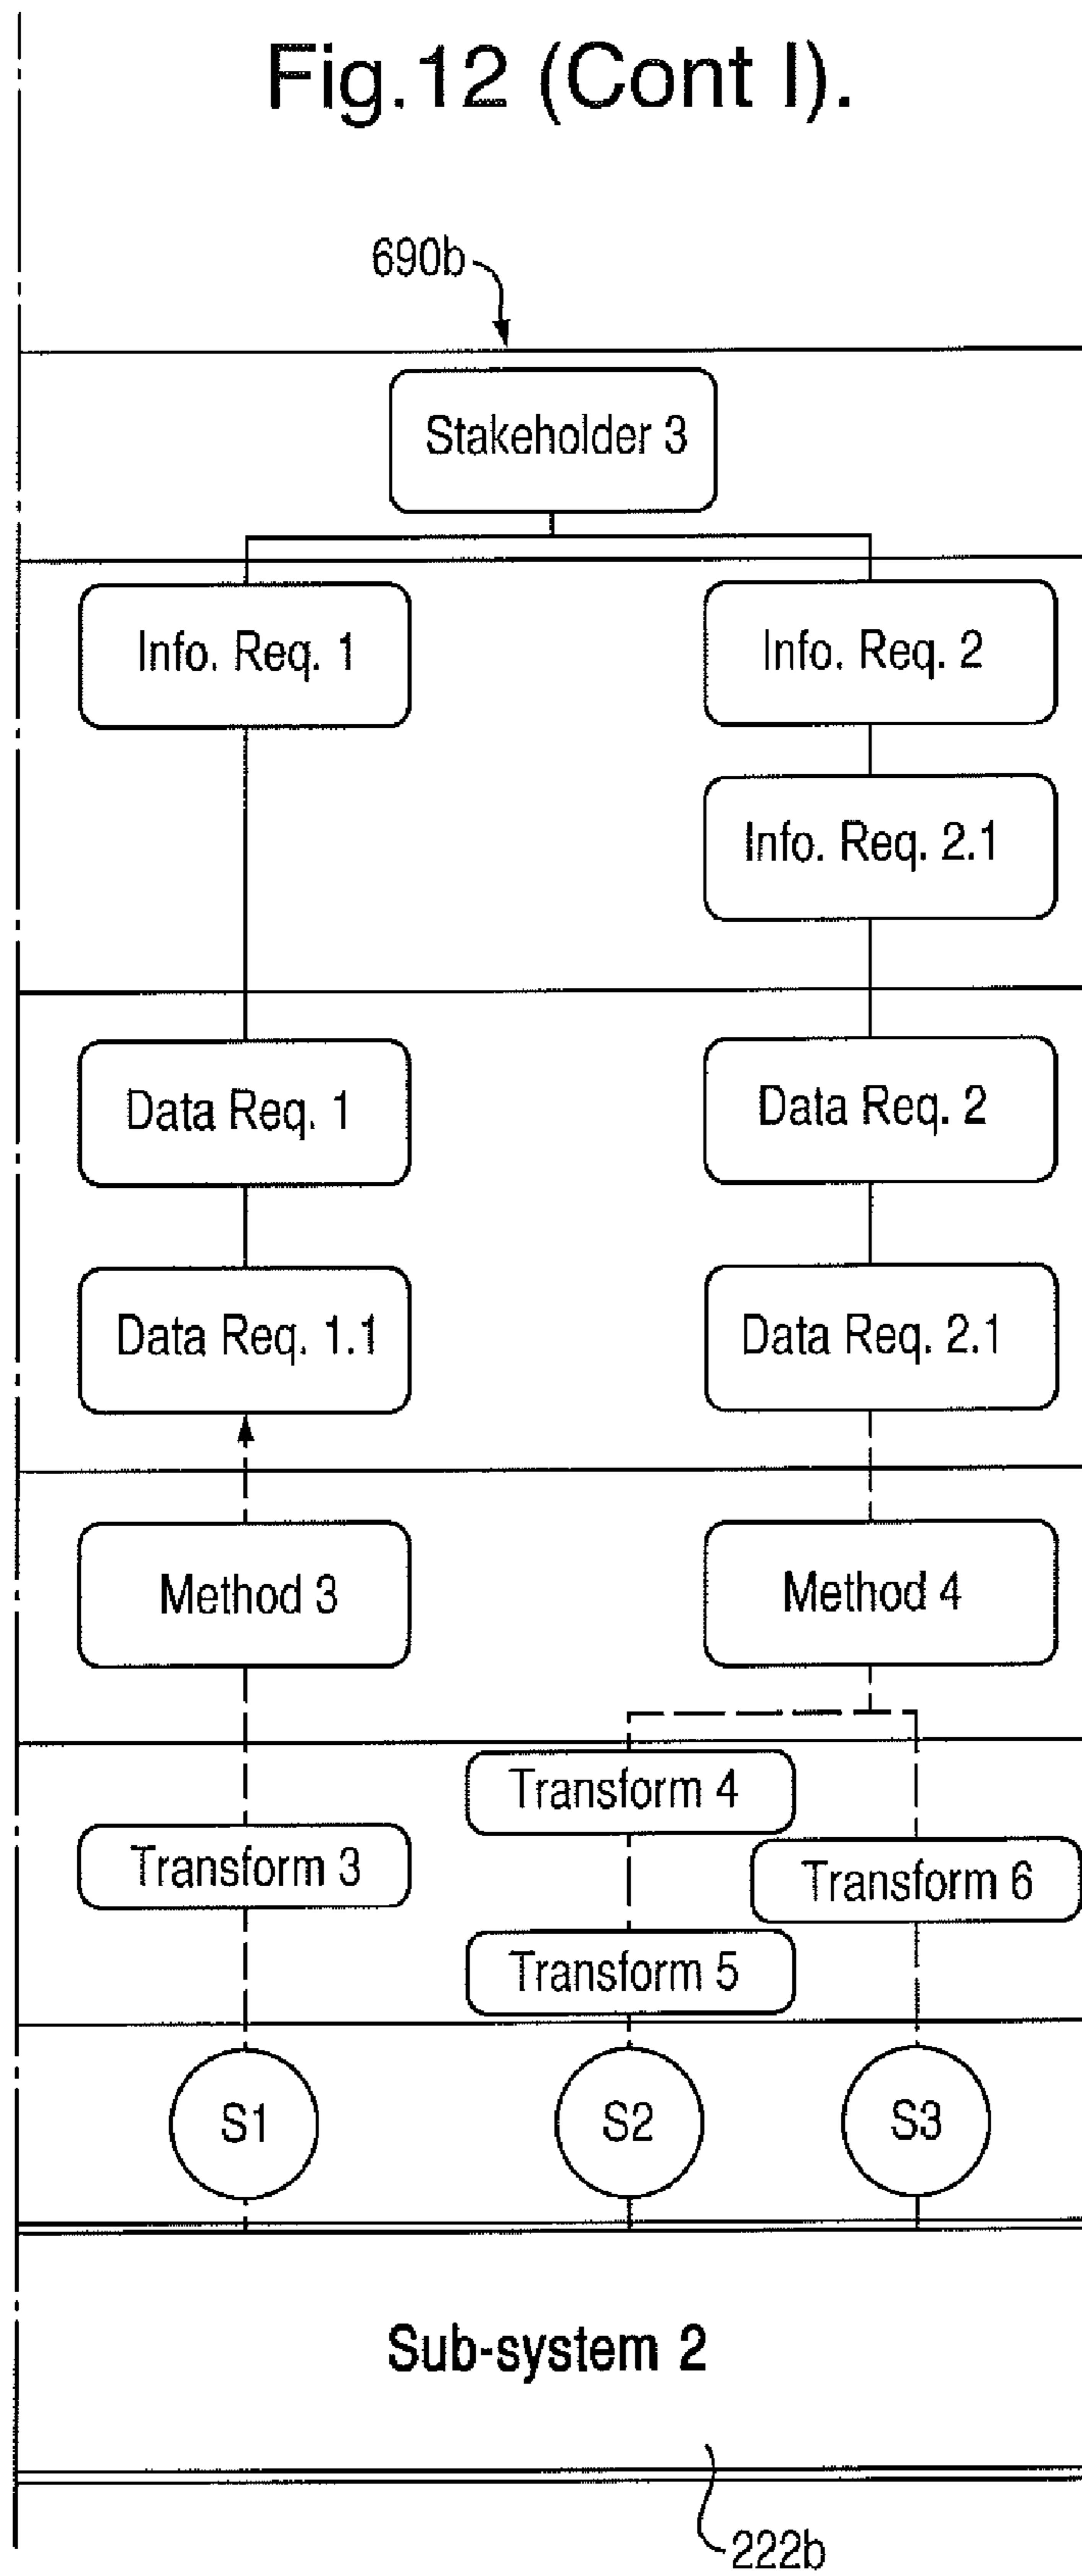 Fig.12 (Cont I).
690b
Stakeholder 3
Info. Req. 1
Info. Req. 2
Info. Req. 2.1
Data Req. 1
Data Req. 2
Data Req. 1.1
Data Req. 2.1
Method 3
Method 4
Transform 4
Transform 3
Transform 6
Transform 5
S1
S2
S3
Sub-system 2
222b